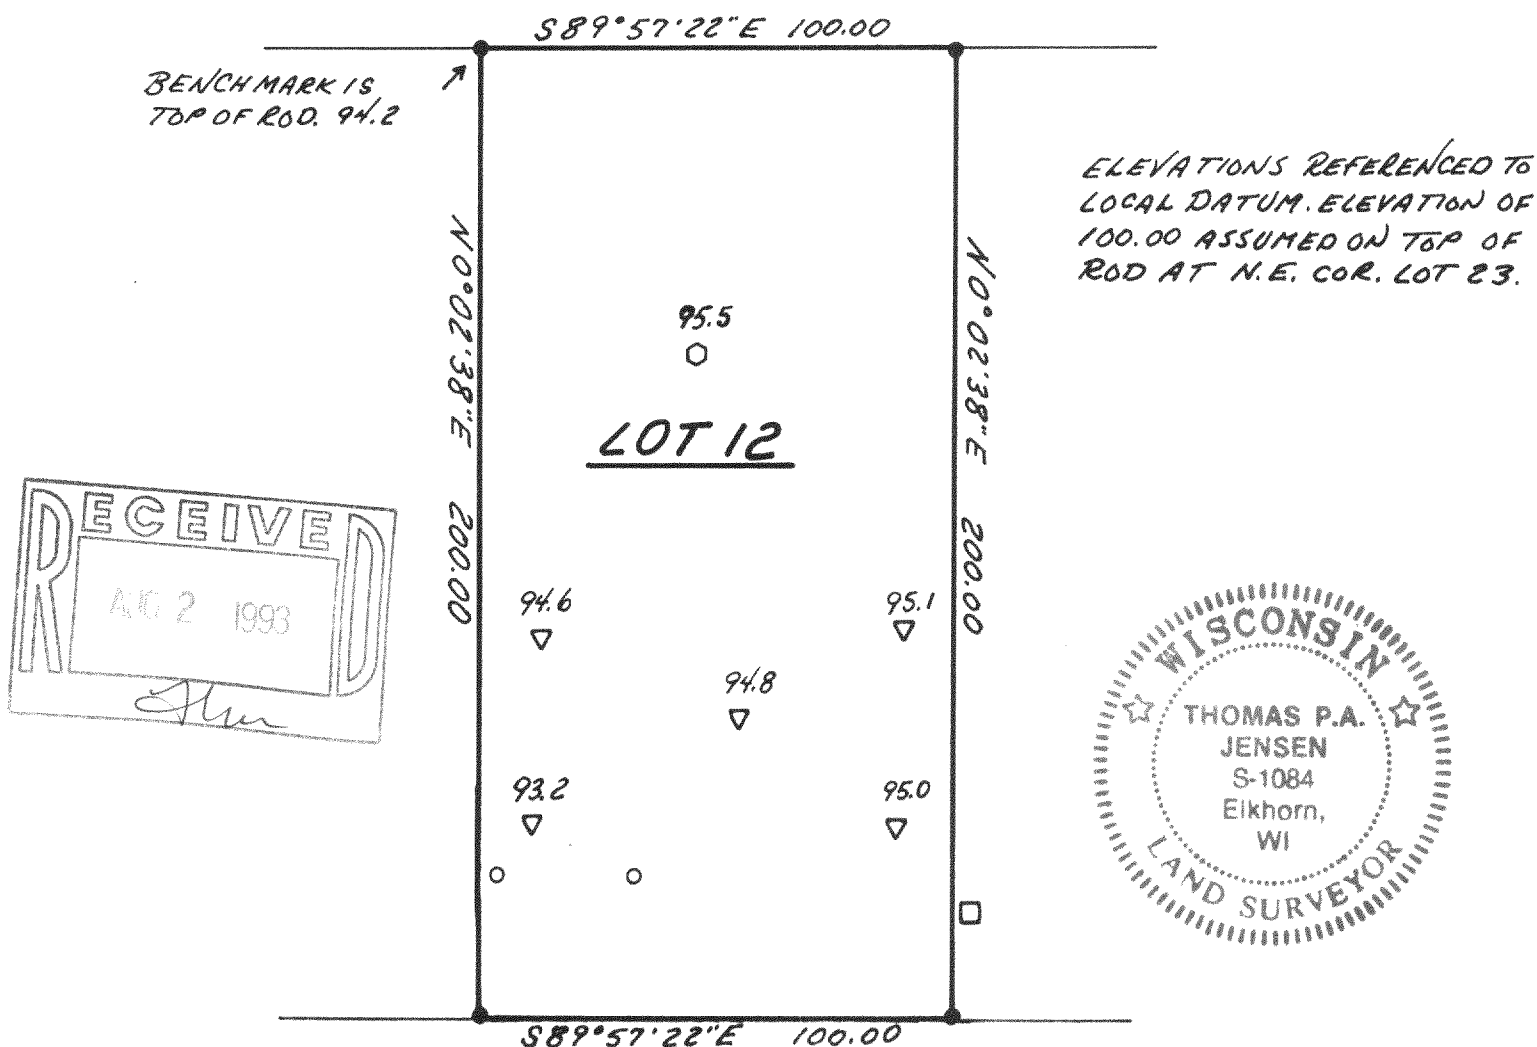 S89°57'22"E 100.00
BENCHMARK IS
TOP OF ROD. 94.2
ELEVATIONS REFERENCED TO
LOCAL DATUM. ELEVATION OF
100.00 ASSUMED ON TOP OF
ROD AT N.E. COR. LOT 23.
N0°02'38"E 200.00
N0°02'38"E 200.00
95.5
LOT 12
RECEIVED
AUG 2 1993
94.6
95.1
94.8
93.2
95.0
WISCONSIN
THOMAS P.A.
JENSEN
S-1084
Elkhorn,
WI
LAND SURVEYOR
S89°57'22"E 100.00